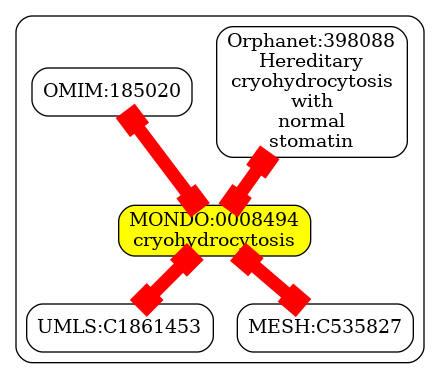 OMIM:185020
Orphanet:398088
Hereditary
cryohydrocytosis
with
normal
stomatin
MONDO:0008494
cryohydrocytosis
UMLS:C1861453
MESH:C535827